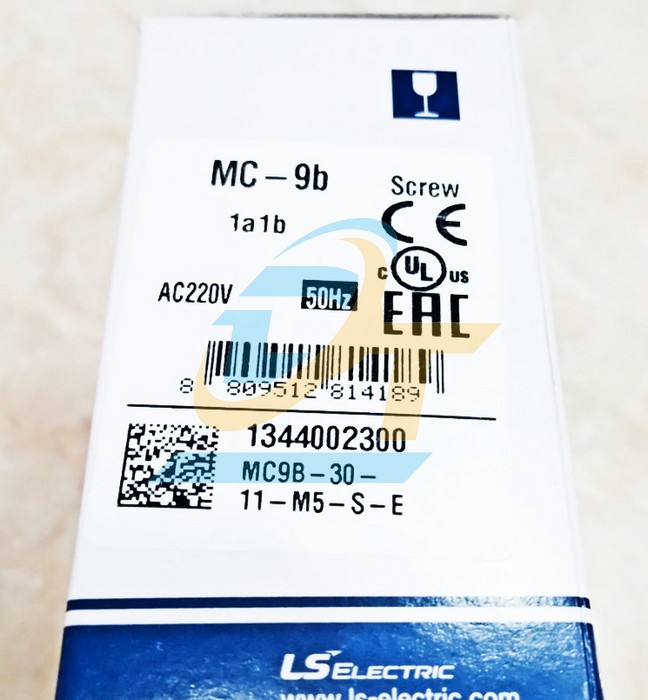 MC-9b
Screw
1a1b
CE
C UL US
AC220V 50Hz
EAC
8 809512 814189
1344002300
MC9B-30-
11-M5-S-E
LS ELECTRIC
www.ls-electric.com